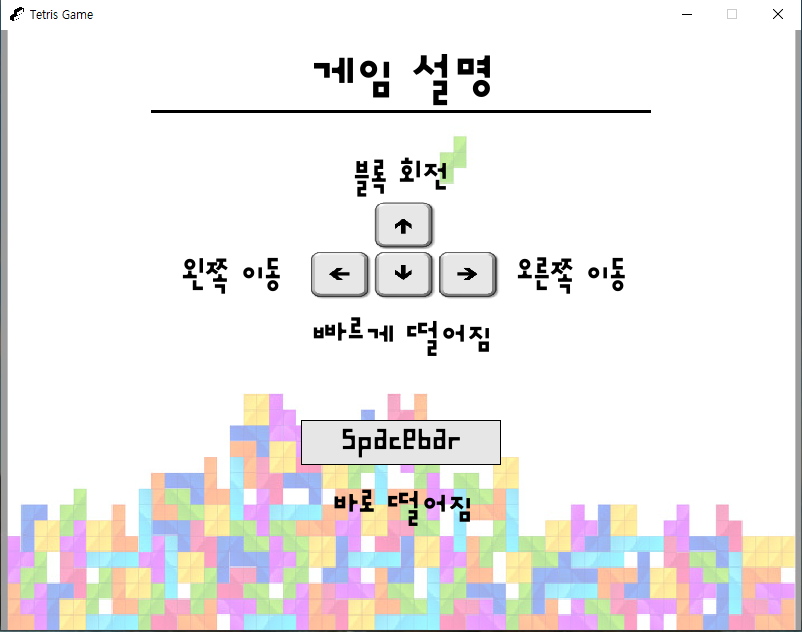 Tetris Game
게임 설명
블록 회전
왼쪽 이동
오른쪽 이동
빠르게 떨어짐
Spacebar
바로 떨어짐